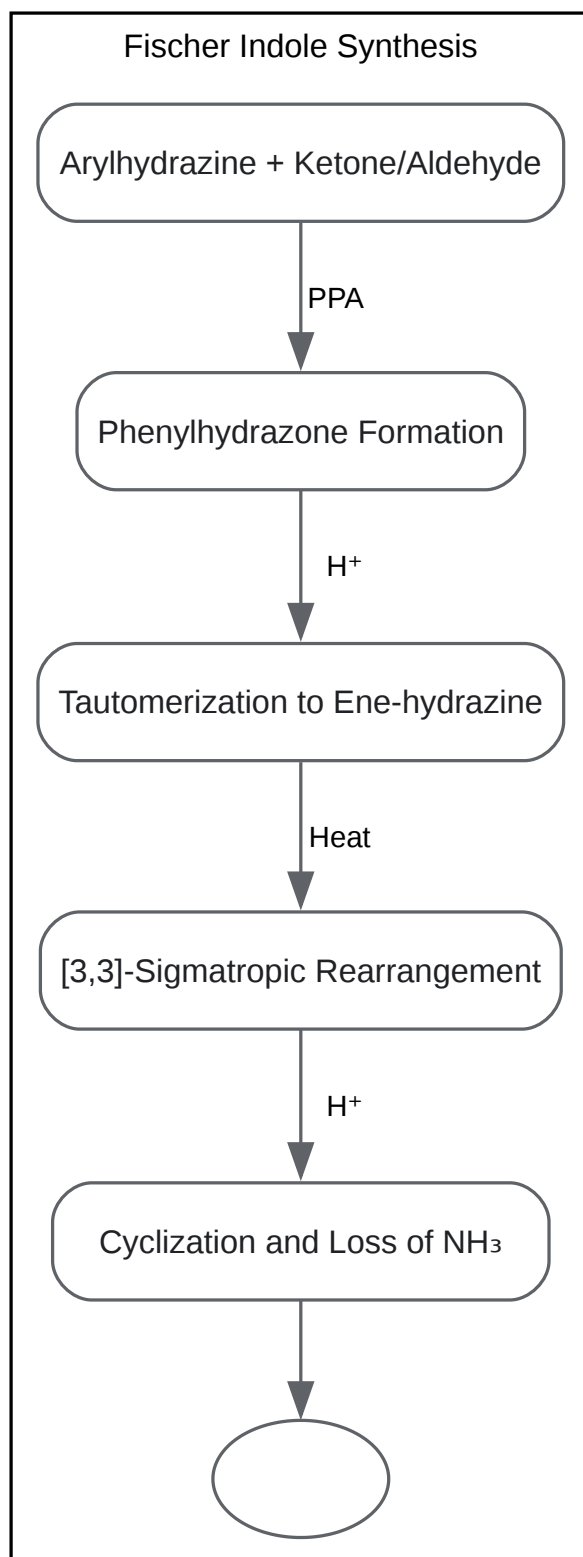 Fischer Indole Synthesis
Arylhydrazine + Ketone/Aldehyde
PPA
Phenylhydrazone Formation
H⁺
Tautomerization to Ene-hydrazine
Heat
[3,3]-Sigmatropic Rearrangement
H⁺
Cyclization and Loss of NH₃